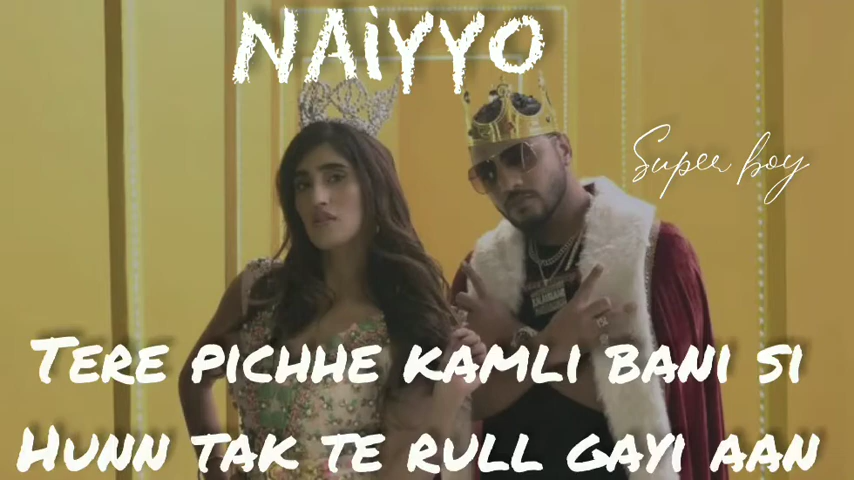 NAiYYO
Super boy
TERE PICHHE KAMLI BANI SI
HUNN TAK TE RULL GAYI AAN